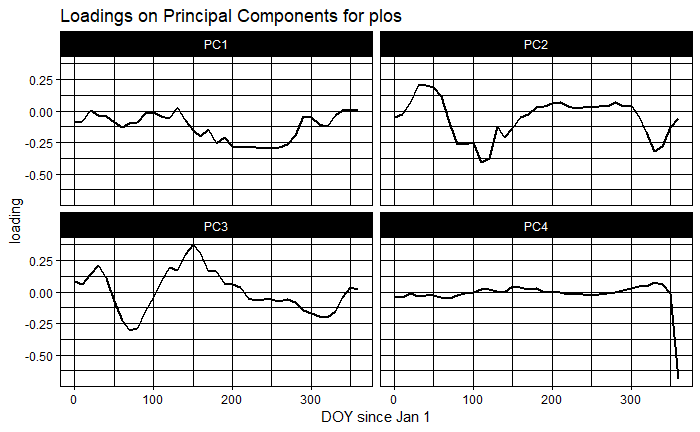 Loadings on Principal Components for plos
PC1
PC2
0.25
0.00
-0.25
-0.50
PC3
PC4
0.25
0.00
-0.25
-0.50
loading
0 100 200 300 0 100 200 300
DOY since Jan 1